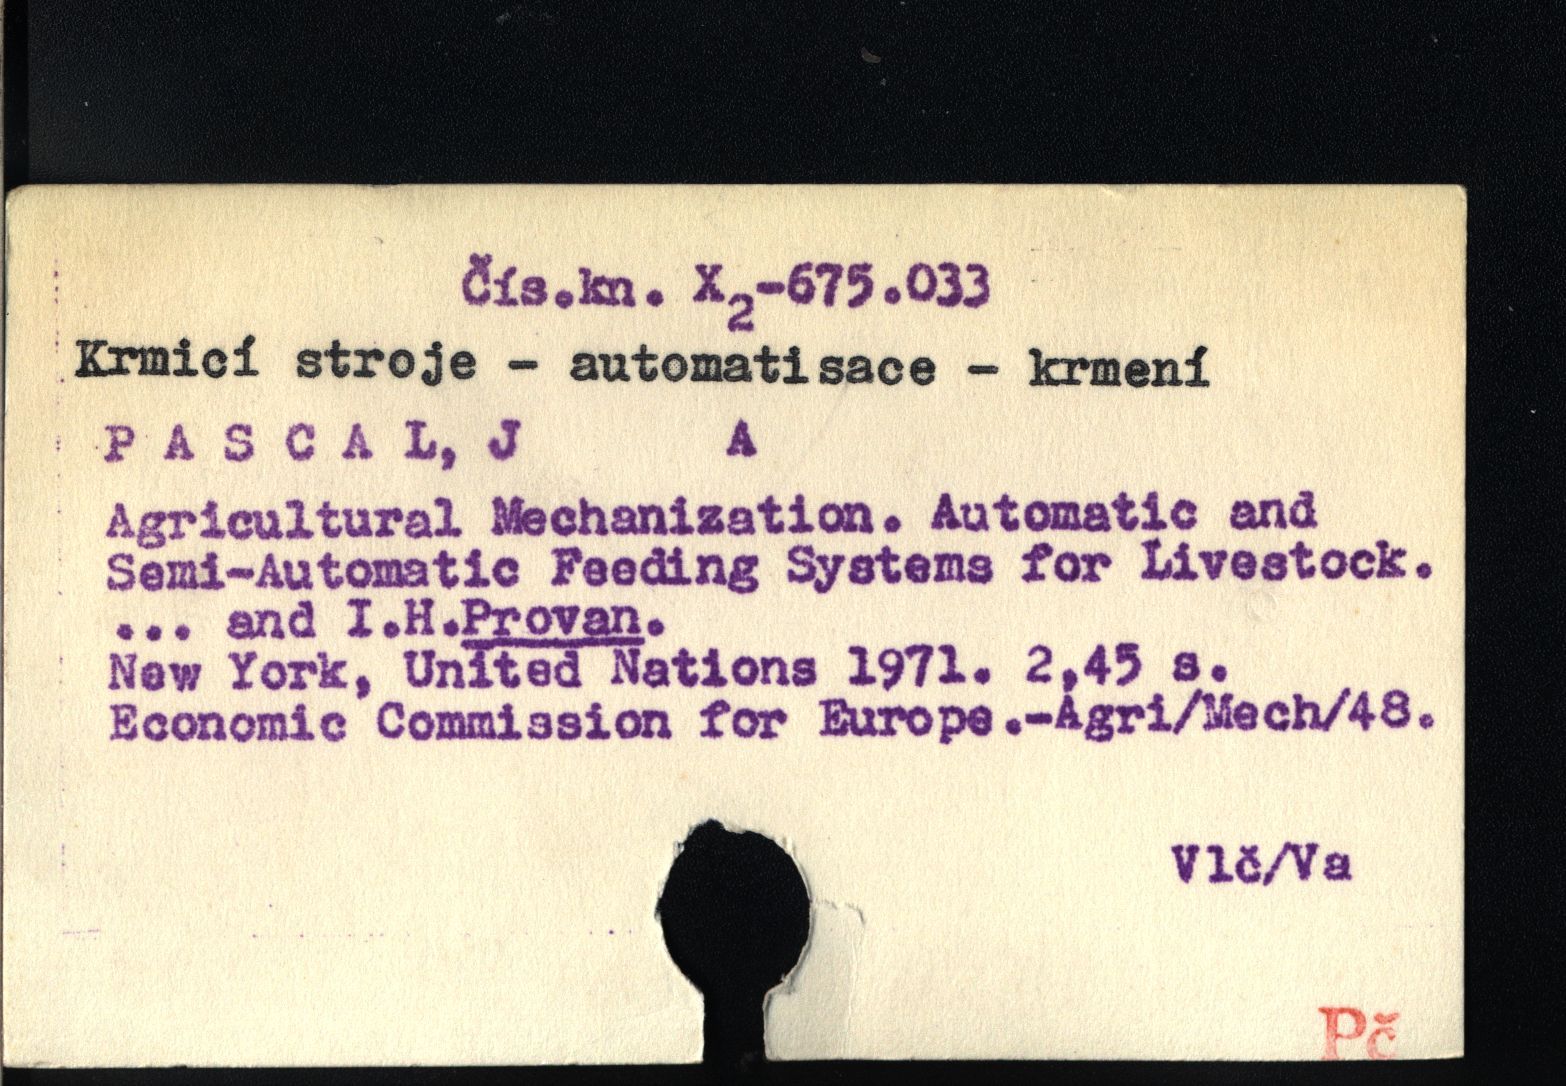 Čís.kn. X2-675.033
Krmicí stroje - automatisace - krmení
P A S C A L, J A
Agricultural Mechanization. Automatic and
Semi-Automatic Feeding Systems for Livestock.
... and I.H.Provan.
New York, United Nations 1971. 2,45 s.
Economic Commission for Europe.-Agri/Mech/48.
Vlč/Va
Pč